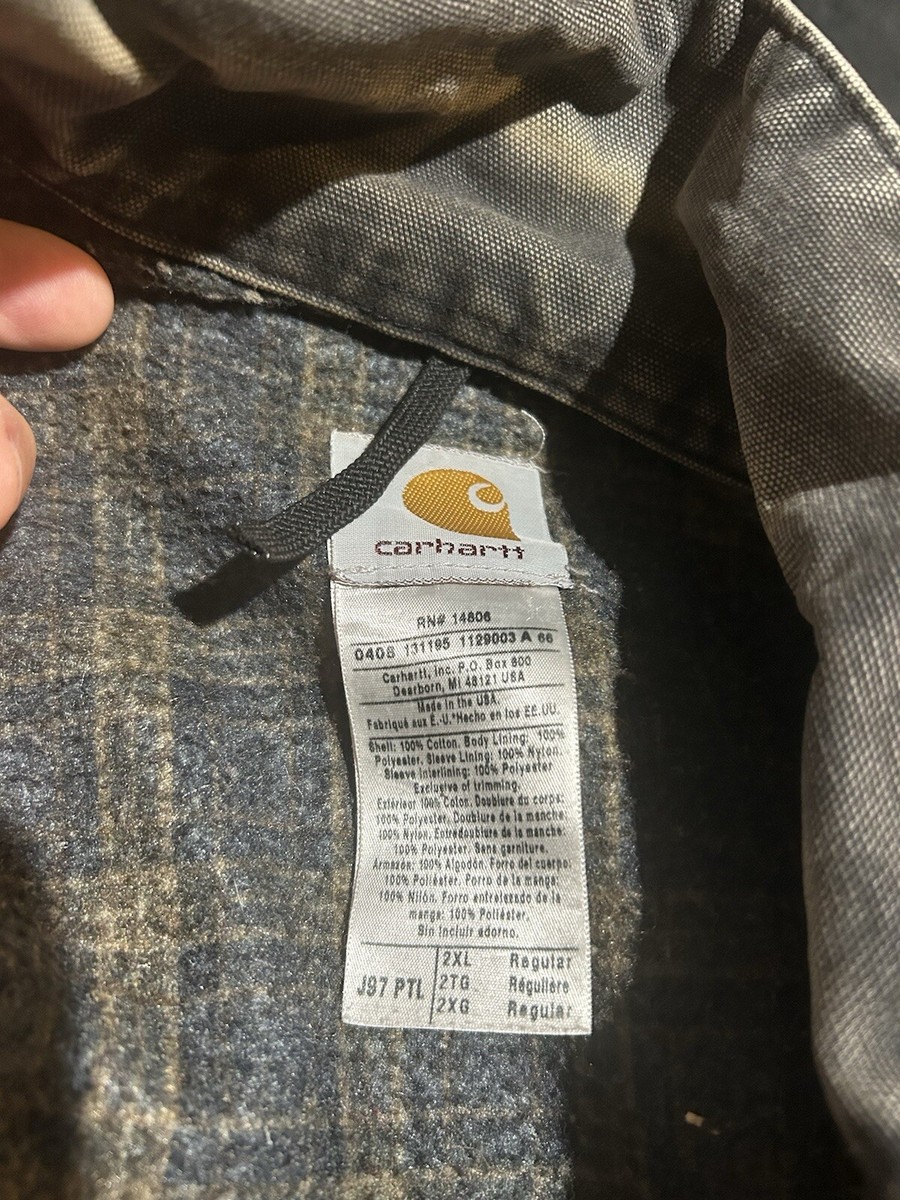 carhartt
RN# 14806
0408 131195 1129003 A 66
Carhartt, Inc. P.O. Box 600
Dearborn, MI 48121 USA
Made in the USA.
Fabriqué aux É.-U.*Hecho en los EE.UU.
Shell: 100% Cotton. Body Lining: 100%
Polyester. Sleeve Lining: 100% Nylon.
Sleeve Interlining: 100% Polyester
Exclusive of trimming.
Extérieur 100% Coton. Doublure du corps:
100% Polyester. Doublure de la manche:
100% Nylon. Entredoublure de la manche:
100% Polyester. Sans garniture.
Armazón: 100% Algodón. Forro del cuerpo:
100% Poliéster. Forro de la manga:
100% Nilón. Forro entrelazado de la
manga: 100% Poliéster.
Sin incluir adorno.
J97 PTL
2XL Regular
2TG Régulière
2XG Regular